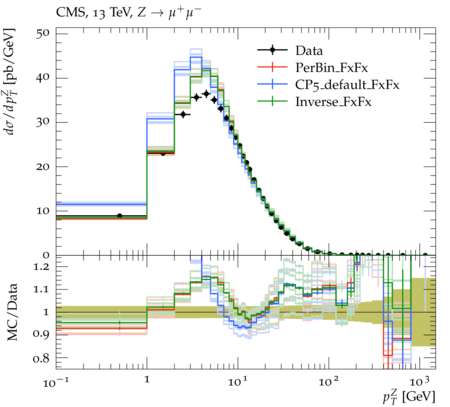 CMS, 13 TeV, Z → μ⁺μ⁻
dσ/dp_T^Z [pb/GeV]
50
40
30
20
10
0
Data
PerBin_FxFx
CP5_default_FxFx
Inverse_FxFx
MC/Data
1.2
1.1
1
0.9
0.8
10⁻¹
1
10¹
10²
10³
p_T^Z [GeV]